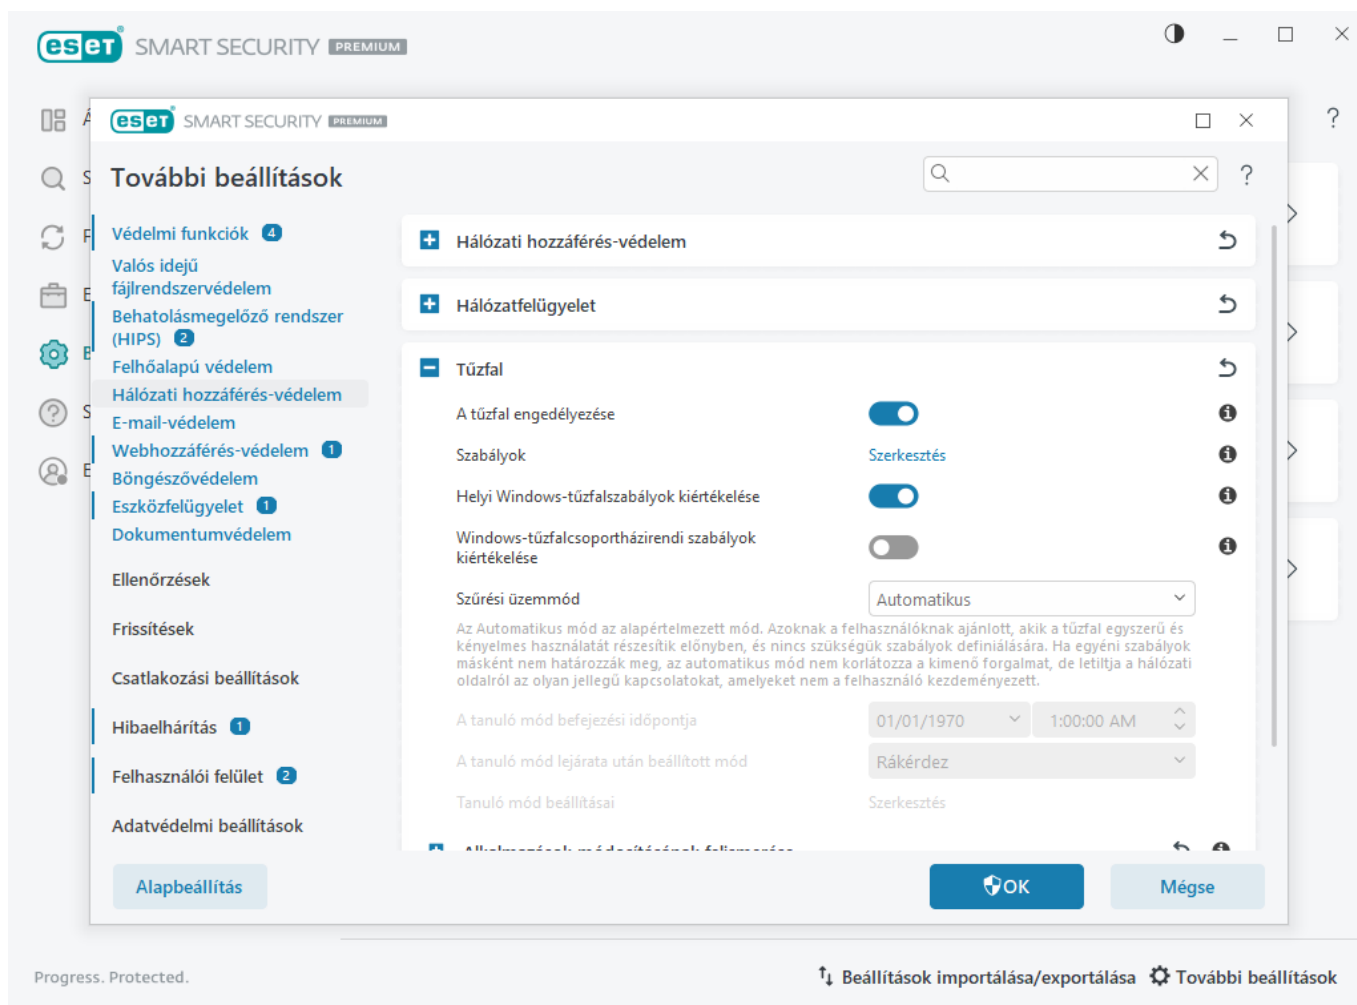 eset SMART SECURITY PREMIUM
?
eset SMART SECURITY PREMIUM
További beállítások
?
Védelmi funkciók 4
Valós idejű
fájlrendszervédelem
Behatolásmegelőző rendszer
(HIPS) 2
Felhőalapú védelem
Hálózati hozzáférés-védelem
E-mail-védelem
Webhozzáférés-védelem 1
Böngészővédelem
Eszközfelügyelet 1
Dokumentumvédelem
Ellenőrzések
Frissítések
Csatlakozási beállítások
Hibaelhárítás 1
Felhasználói felület 2
Adatvédelmi beállítások
Hálózati hozzáférés-védelem
Hálózatfelügyelet
Tűzfal
A tűzfal engedélyezése
Szabályok Szerkesztés
Helyi Windows-tűzfalszabályok kiértékelése
Windows-tűzfalcsoportházirendi szabályok
kiértékelése
Szűrési üzemmód Automatikus
Az Automatikus mód az alapértelmezett mód. Azoknak a felhasználóknak ajánlott, akik a tűzfal egyszerű és
kényelmes használatát részesítik előnyben, és nincs szükségük szabályok definiálására. Ha egyéni szabályok
másként nem határozzák meg, az automatikus mód nem korlátozza a kimenő forgalmat, de letiltja a hálózati
oldalról az olyan jellegű kapcsolatokat, amelyeket nem a felhasználó kezdeményezett.
A tanuló mód befejezési időpontja 01/01/1970 1:00:00 AM
A tanuló mód lejárata után beállított mód Rákérdez
Tanuló mód beállításai Szerkesztés
Alapbeállítás
OK
Mégse
Progress. Protected.
Beállítások importálása/exportálása
További beállítások